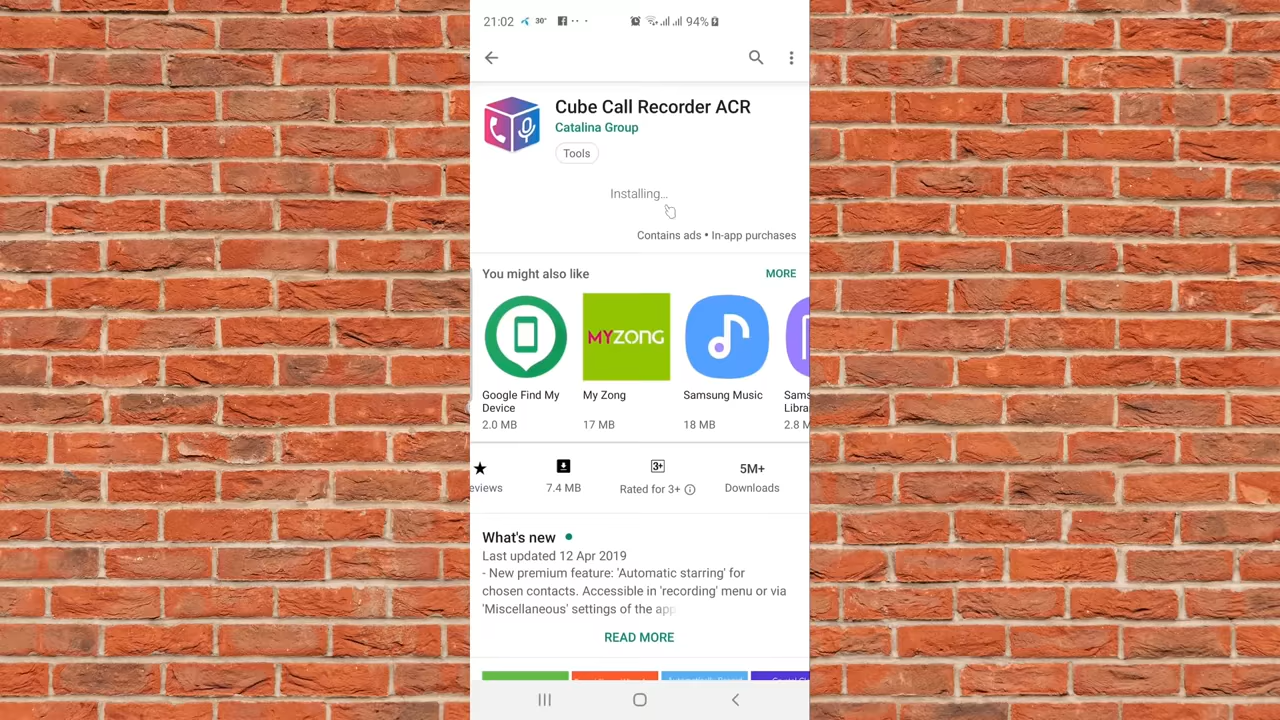 21:02
30°
94%
Cube Call Recorder ACR
Catalina Group
Tools
Installing...
Contains ads • In-app purchases
You might also like
MORE
MYZONG
Google Find My
Device
2.0 MB
My Zong
17 MB
Samsung Music
18 MB
Sams
Libra
2.8 M
3+
5M+
eviews
7.4 MB
Rated for 3+
Downloads
What's new
Last updated 12 Apr 2019
- New premium feature: 'Automatic starring' for
chosen contacts. Accessible in 'recording' menu or via
'Miscellaneous' settings of the app
READ MORE